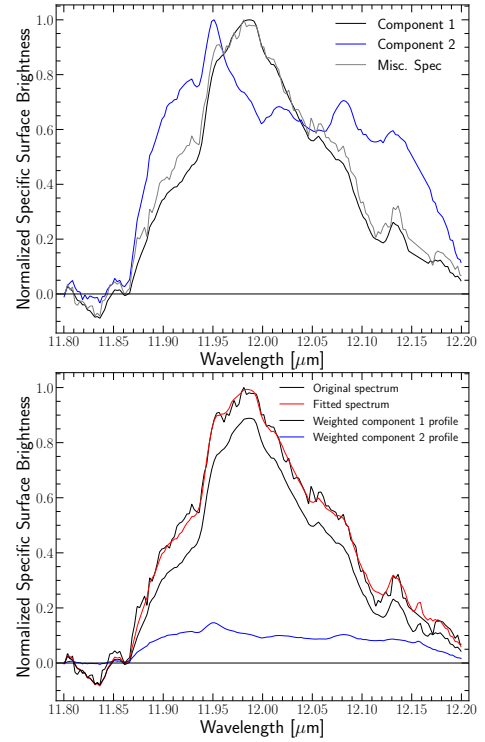 Normalized Specific Surface Brightness
1.0
0.8
0.6
0.4
0.2
0.0
Component 1
Component 2
Misc. Spec
11.80 11.85 11.90 11.95 12.00 12.05 12.10 12.15 12.20
Wavelength [μm]
Normalized Specific Surface Brightness
1.0
0.8
0.6
0.4
0.2
0.0
Original spectrum
Fitted spectrum
Weighted component 1 profile
Weighted component 2 profile
11.80 11.85 11.90 11.95 12.00 12.05 12.10 12.15 12.20
Wavelength [μm]